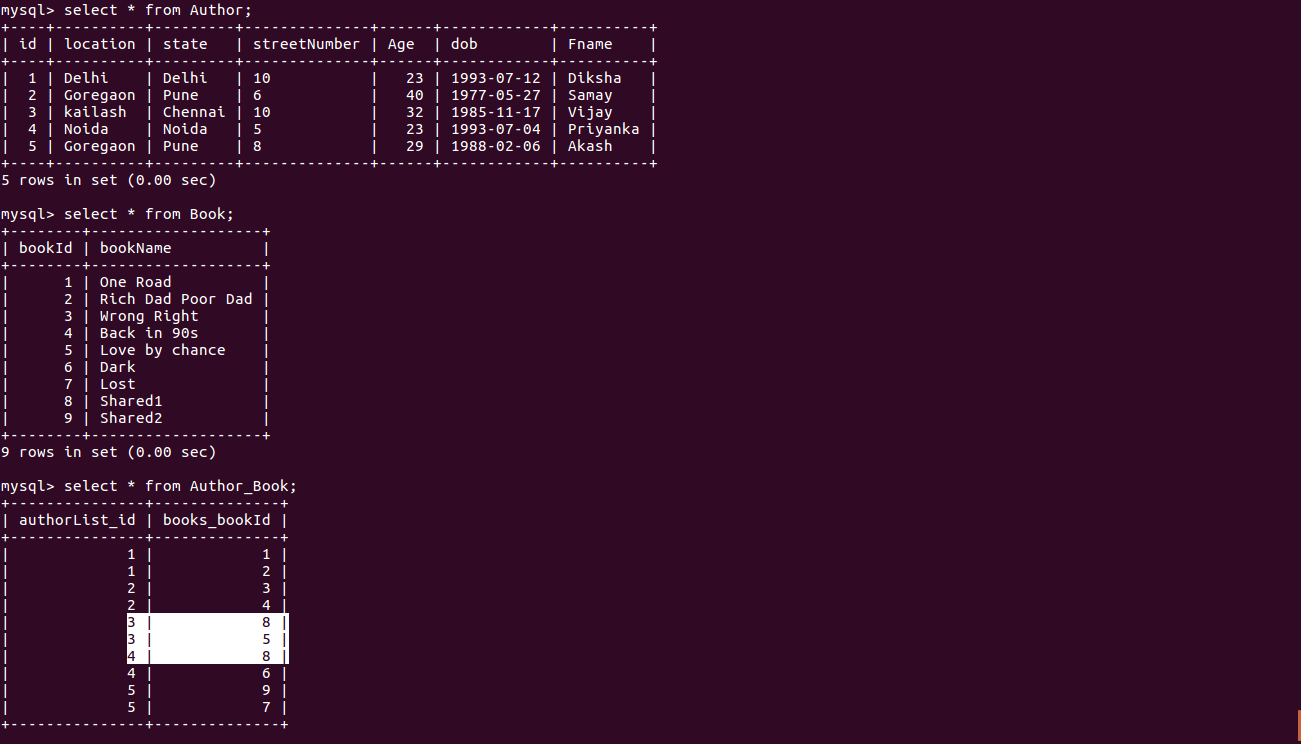 mysql> select * from Author;
+----+----------+---------+--------------+------+------------+----------+
| id | location | state   | streetNumber | Age  | dob        | Fname    |
+----+----------+---------+--------------+------+------------+----------+
|  1 | Delhi    | Delhi   | 10           |   23 | 1993-07-12 | Diksha   |
|  2 | Goregaon | Pune    | 6            |   40 | 1977-05-27 | Samay    |
|  3 | kailash  | Chennai | 10           |   32 | 1985-11-17 | Vijay    |
|  4 | Noida    | Noida   | 5            |   23 | 1993-07-04 | Priyanka |
|  5 | Goregaon | Pune    | 8            |   29 | 1988-02-06 | Akash    |
+----+----------+---------+--------------+------+------------+----------+
5 rows in set (0.00 sec)

mysql> select * from Book;
+--------+-------------------+
| bookId | bookName          |
+--------+-------------------+
|      1 | One Road          |
|      2 | Rich Dad Poor Dad |
|      3 | Wrong Right       |
|      4 | Back in 90s       |
|      5 | Love by chance    |
|      6 | Dark              |
|      7 | Lost              |
|      8 | Shared1           |
|      9 | Shared2           |
+--------+-------------------+
9 rows in set (0.00 sec)

mysql> select * from Author_Book;
+---------------+--------------+
| authorList_id | books_bookId |
+---------------+--------------+
|             1 |            1 |
|             1 |            2 |
|             2 |            3 |
|             2 |            4 |
|             3 |            8 |
|             3 |            5 |
|             4 |            8 |
|             4 |            6 |
|             5 |            9 |
|             5 |            7 |
+---------------+--------------+